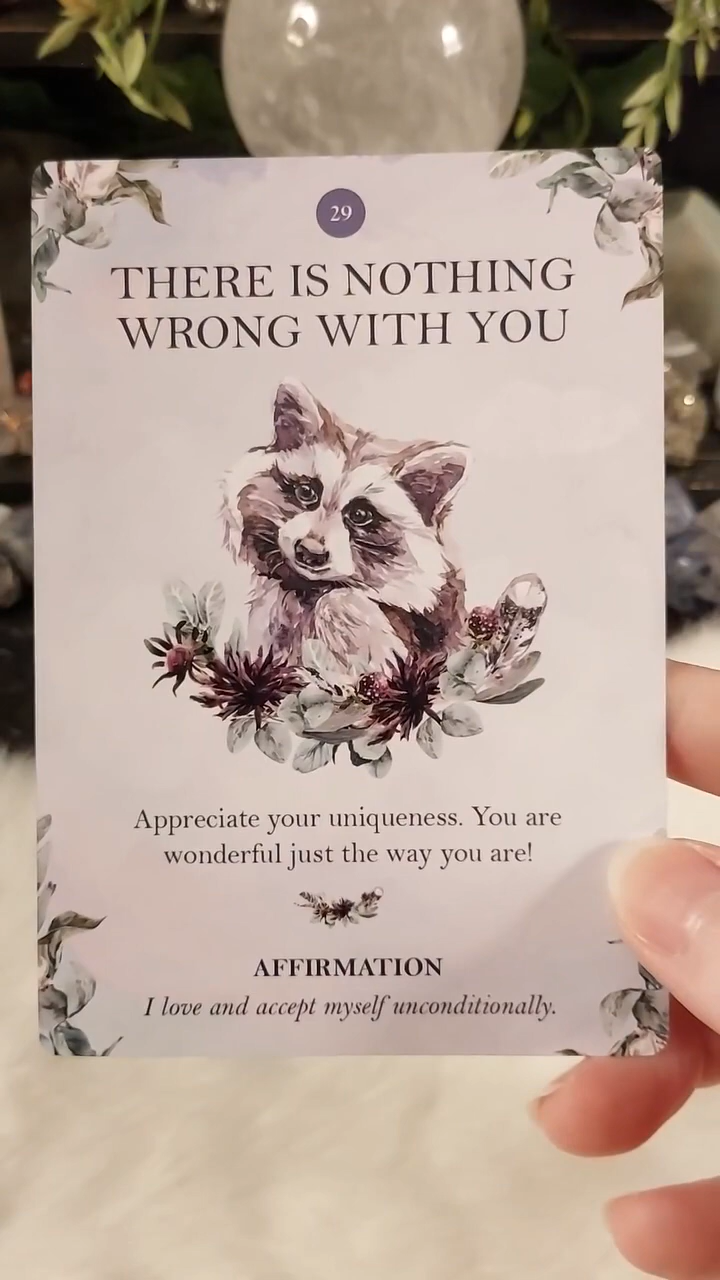 29
THERE IS NOTHING
WRONG WITH YOU
Appreciate your uniqueness. You are
wonderful just the way you are!
AFFIRMATION
I love and accept myself unconditionally.